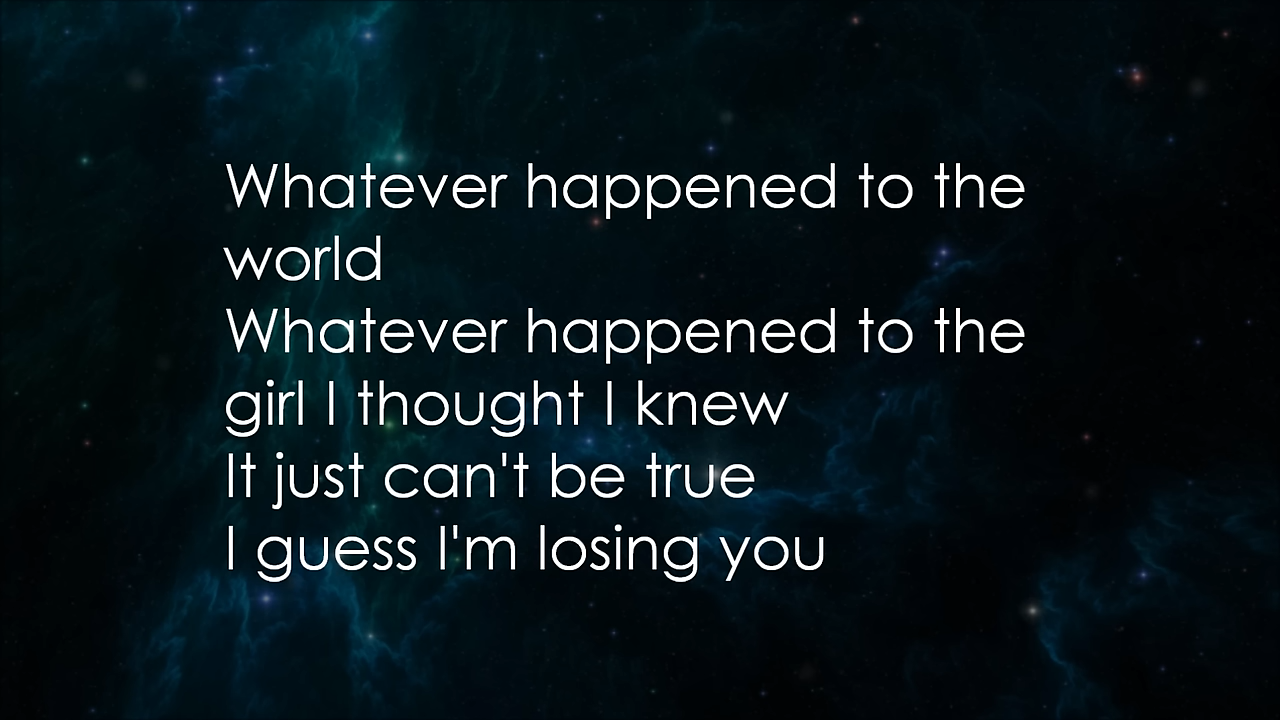 Whatever happened to the
world
Whatever happened to the
girl I thought I knew
It just can't be true
I guess I'm losing you